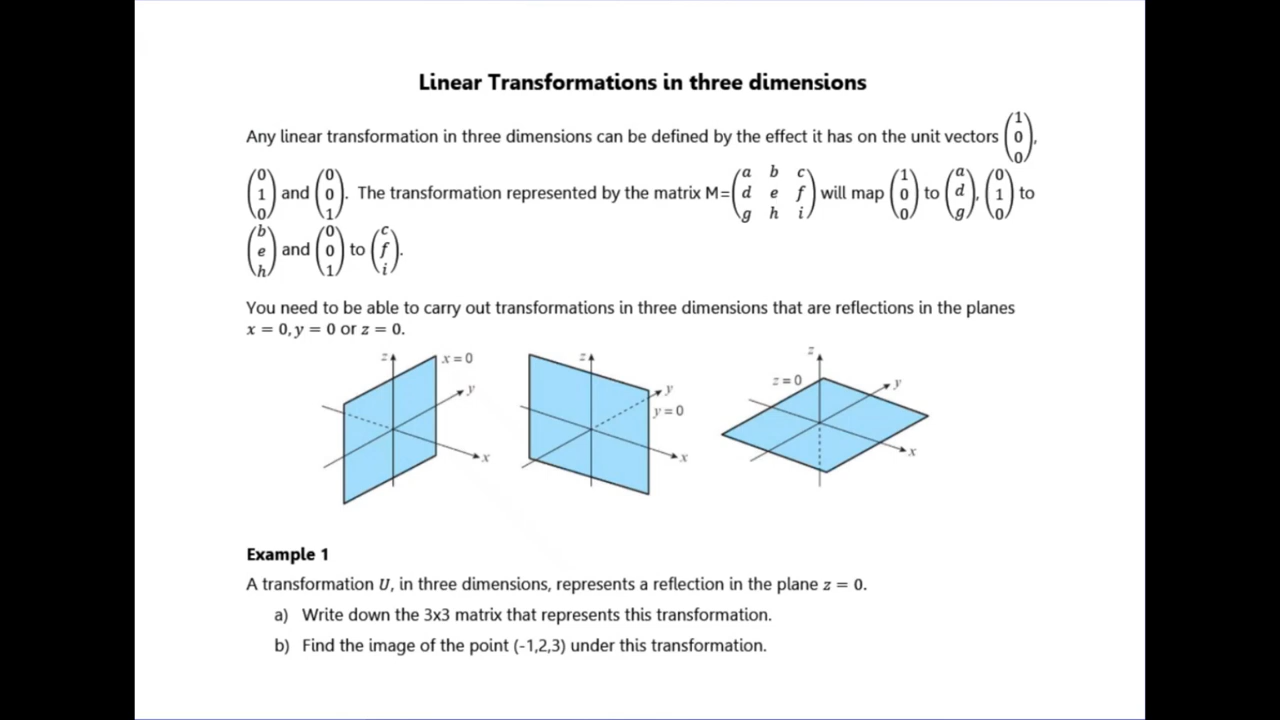 Linear Transformations in three dimensions
Any linear transformation in three dimensions can be defined by the effect it has on the unit vectors (1 0 0),
(0 1 0) and (0 0 1). The transformation represented by the matrix M=(a b c d e f g h i) will map (1 0 0) to (a d g), (0 1 0) to
(b e h) and (0 0 1) to (c f i).
You need to be able to carry out transformations in three dimensions that are reflections in the planes
x = 0, y = 0 or z = 0.
z x = 0 y x
z y y = 0 x
z z = 0 y x
Example 1
A transformation U, in three dimensions, represents a reflection in the plane z = 0.
a) Write down the 3x3 matrix that represents this transformation.
b) Find the image of the point (-1,2,3) under this transformation.